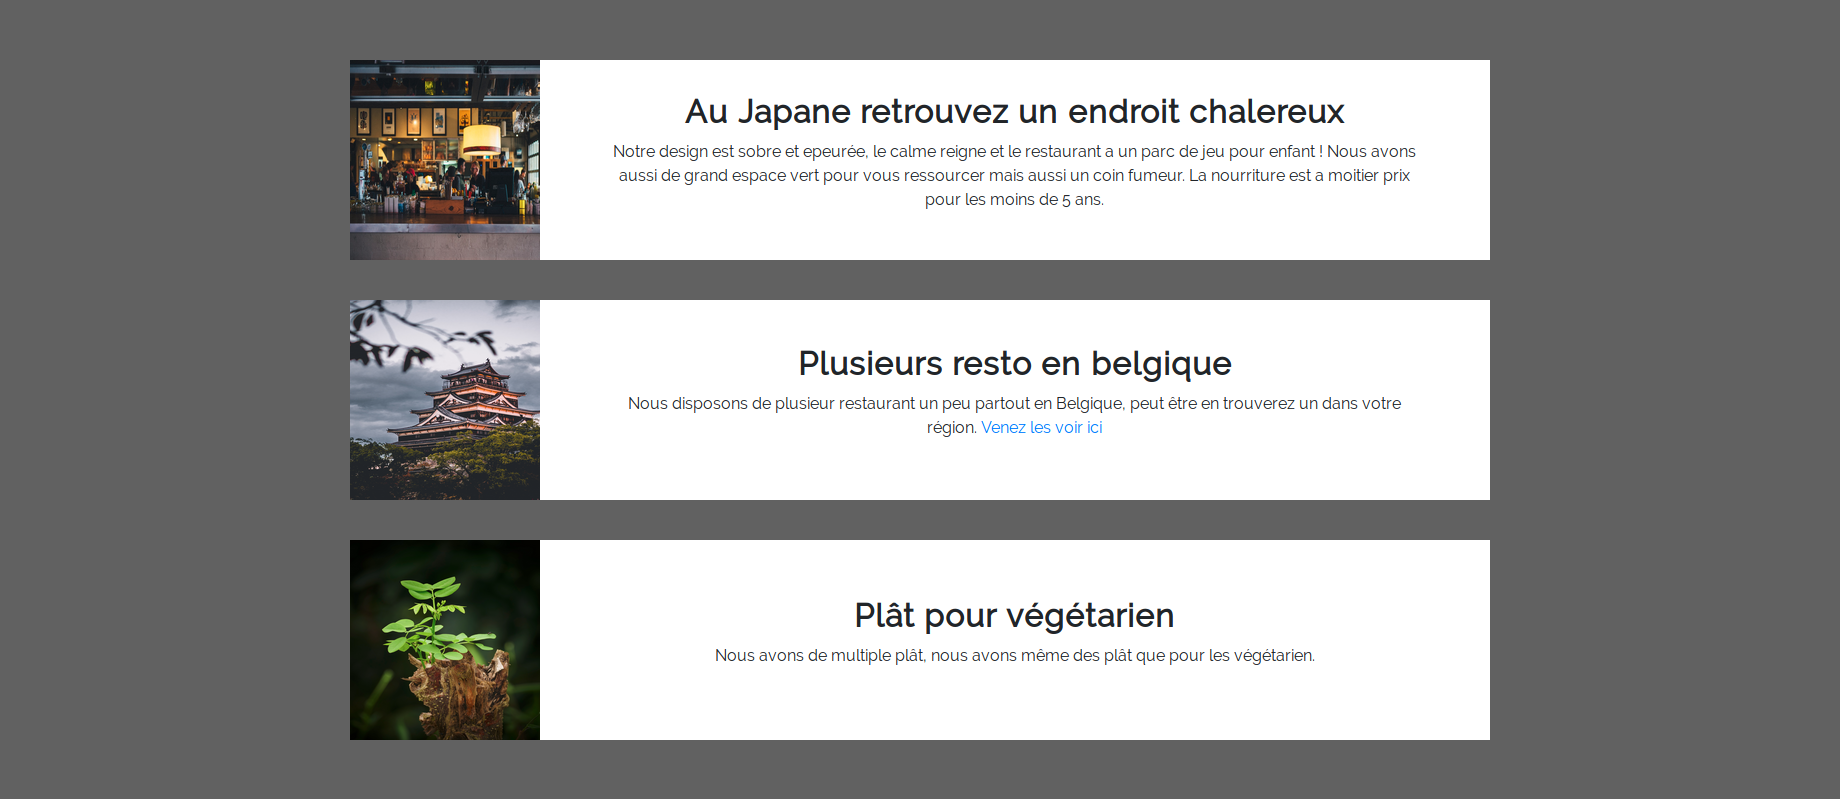 Au Japane retrouvez un endroit chalereux
Notre design est sobre et epeurée, le calme reigne et le restaurant a un parc de jeu pour enfant ! Nous avons
aussi de grand espace vert pour vous ressourcer mais aussi un coin fumeur. La nourriture est a moitier prix
pour les moins de 5 ans.
Plusieurs resto en belgique
Nous disposons de plusieur restaurant un peu partout en Belgique, peut être en trouverez un dans votre
région. Venez les voir ici
Plât pour végétarien
Nous avons de multiple plât, nous avons même des plât que pour les végétarien.